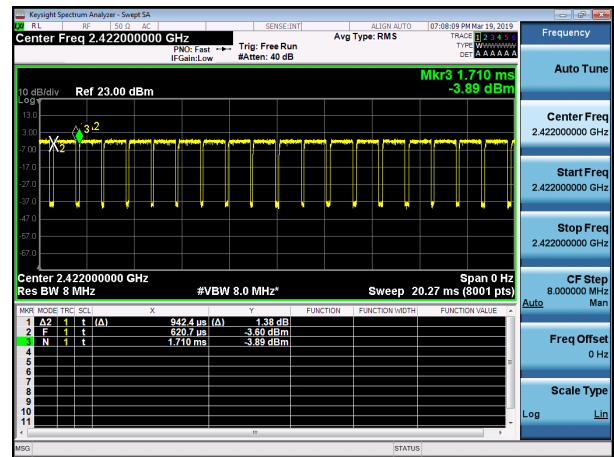 Keysight Spectrum Analyzer - Swept SA
RL RF 50 Ω AC SENSE:INT ALIGN AUTO 07:08:09 PM Mar 19, 2019
Center Freq 2.422000000 GHz
PNO: Fast
IFGain:Low
Trig: Free Run
#Atten: 40 dB
Avg Type: RMS
TRACE 1 2 3 4 5 6
TYPE WWWWWW
DET A A A A A A
Mkr3 1.710 ms
-3.89 dBm
10 dB/div Ref 23.00 dBm
Log
13.0
3.00
-7.00
-17.0
-27.0
-37.0
-47.0
-57.0
-67.0
3 2
2
Center 2.422000000 GHz Span 0 Hz
Res BW 8 MHz #VBW 8.0 MHz* Sweep 20.27 ms (8001 pts)
MKR MODE TRC SCL X Y FUNCTION FUNCTION WIDTH FUNCTION VALUE
1 Δ2 1 t (Δ) 942.4 µs (Δ) 1.38 dB
2 F 1 t 620.7 µs -3.60 dBm
3 N 1 t 1.710 ms -3.89 dBm
4
5
6
7
8
9
10
11
MSG STATUS
Frequency
Auto Tune
Center Freq
2.422000000 GHz
Start Freq
2.422000000 GHz
Stop Freq
2.422000000 GHz
CF Step
8.000000 MHz
Auto Man
Freq Offset
0 Hz
Scale Type
Log Lin